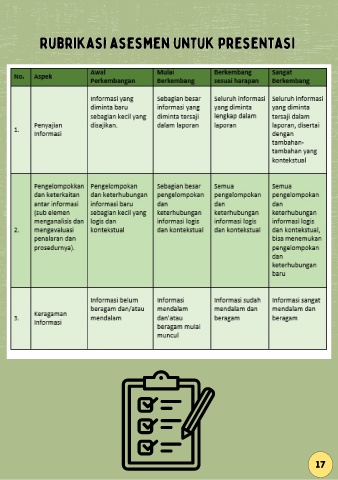 RUBRIKASI ASESMEN UNTUK PRESENTASI
No.
Aspek
Awal
Perkembangan
Mulai
Berkembang
Berkembang
sesuai harapan
Sangat
Berkembang
1.
Penyajian
Informasi
Informasi yang
diminta baru
sebagian kecil yang
disajikan.
Sebagian besar
informasi yang
diminta tersaji
dalam laporan
Seluruh informasi
yang diminta
lengkap dalam
laporan
Seluruh informasi
yang diminta
tersaji dalam
laporan, disertai
dengan
tambahan-
tambahan yang
kontekstual
2.
Pengelompokkan
dan keterkaitan
antar informasi
(sub elemen
menganalisis dan
mengevaluasi
penalaran dan
prosedurnya).
Pengelompokan
dan keterhubungan
informasi baru
sebagian kecil yang
logis dan
kontekstual
Sebagian besar
pengelompokan
dan
keterhubungan
informasi logis
dan kontekstual
Semua
pengelompokan
dan
keterhubungan
informasi logis
dan kontekstual
Semua
pengelompokan
dan
keterhubungan
informasi logis
dan kontekstual,
bisa menemukan
pengelompokan
dan
keterhubungan
baru
3.
Keragaman
Informasi
Informasi belum
beragam dan/atau
mendalam
Informasi
mendalam
dan'atau
beragam mulai
muncul
Informasi sudah
mendalam dan
beragam
Informasi sangat
mendalam dan
beragam
17